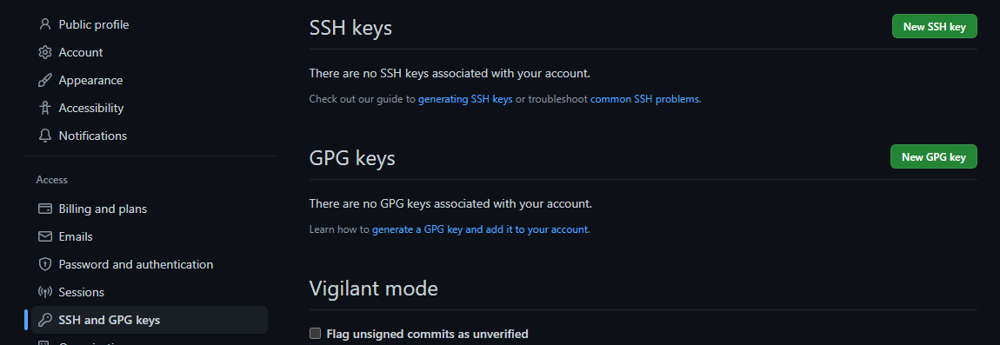 Public profile
Account
Appearance
Accessibility
Notifications
Access
Billing and plans
Emails
Password and authentication
Sessions
SSH and GPG keys
SSH keys
New SSH key
There are no SSH keys associated with your account.
Check out our guide to generating SSH keys or troubleshoot common SSH problems.
GPG keys
New GPG key
There are no GPG keys associated with your account.
Learn how to generate a GPG key and add it to your account.
Vigilant mode
Flag unsigned commits as unverified